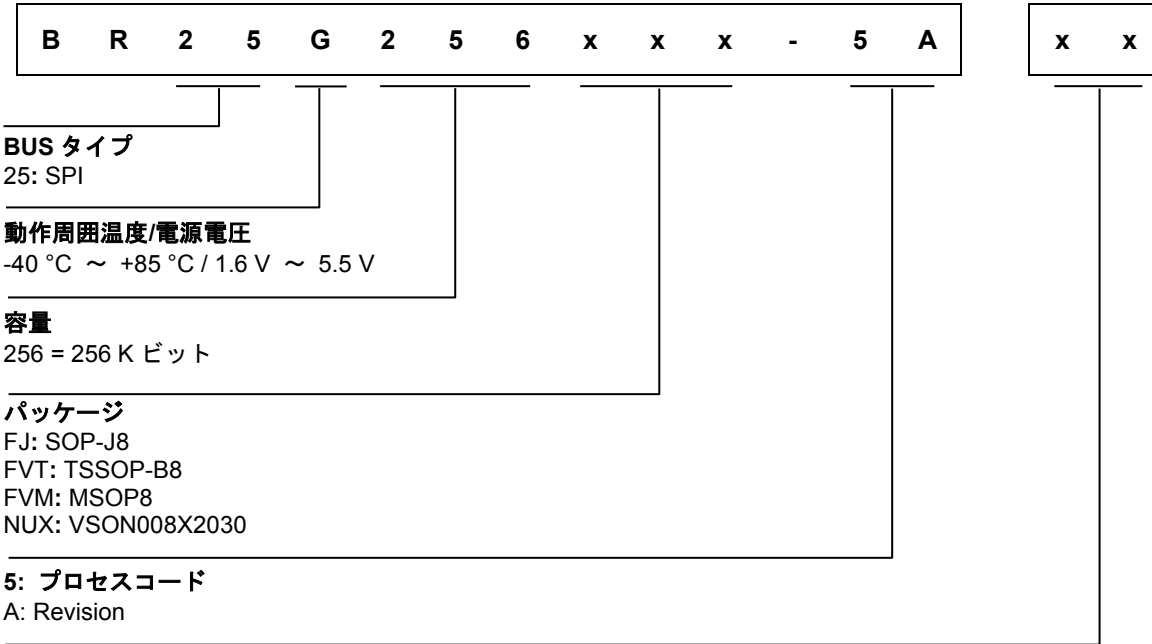 B R 2 5 G 2 5 6 x x x - 5 A x x
BUS タイプ
25: SPI
動作周囲温度/電源電圧
-40 °C ～ +85 °C / 1.6 V ～ 5.5 V
容量
256 = 256 K ビット
パッケージ
FJ: SOP-J8
FVT: TSSOP-B8
FVM: MSOP8
NUX: VSON008X2030
5: プロセスコード
A: Revision